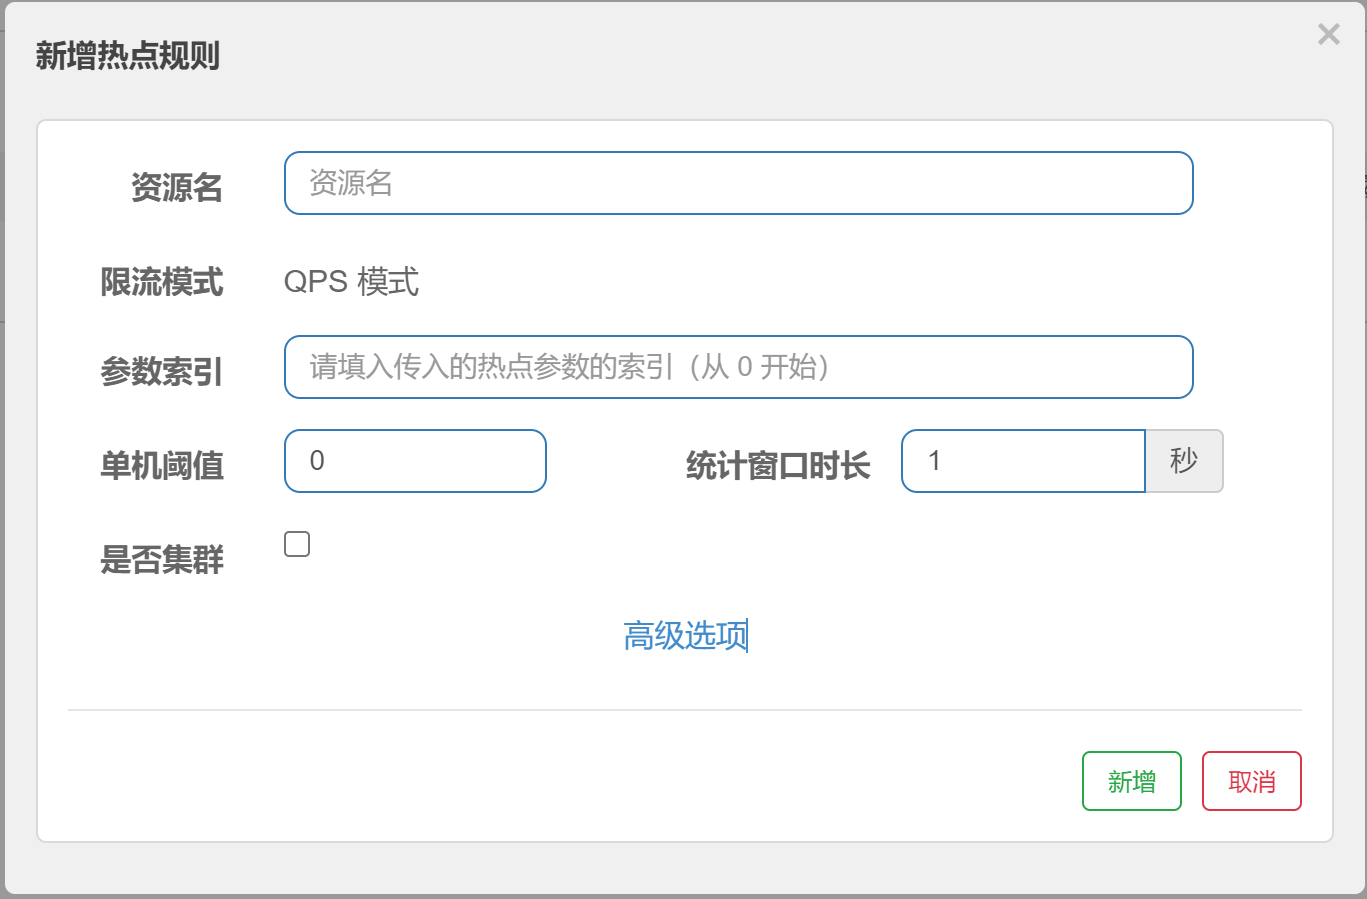 新增热点规则
×
资源名 资源名
限流模式 QPS 模式
参数索引 请填入传入的热点参数的索引（从 0 开始）
单机阈值 0 统计窗口时长 1 秒
是否集群
高级选项
新增 取消